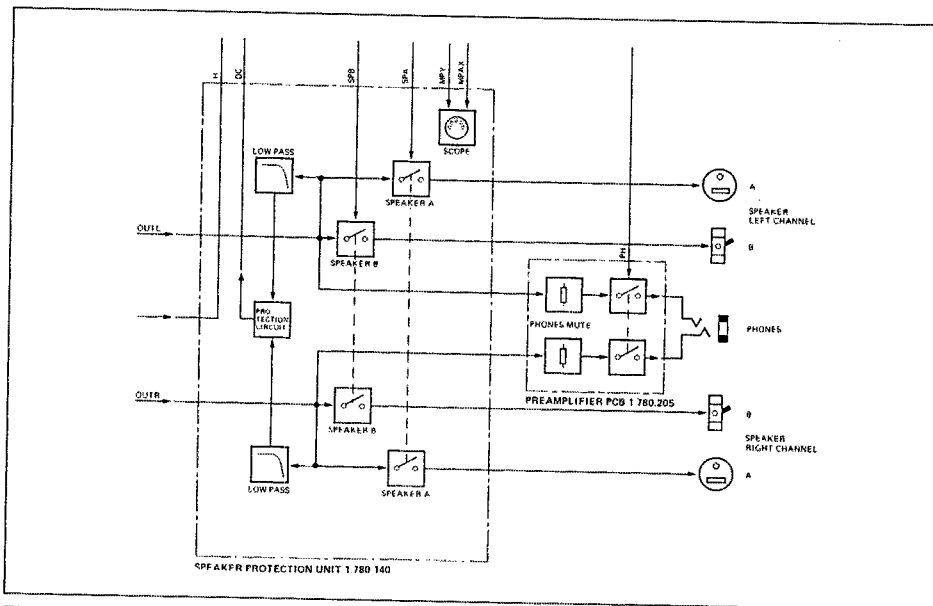 H
DC
SPB
SPA
MPY
MPAX
SCOPE
LOW PASS
SPEAKER A
A
SPEAKER
LEFT CHANNEL
OUTL
SPEAKER B
B
PH
PRO
TECTION
CIRCUIT
PHONES MUTE
PHONES
PREAMPLIFIER PCB 1 780.205
OUTR
SPEAKER B
B
SPEAKER
RIGHT CHANNEL
LOW PASS
SPEAKER A
A
SPEAKER PROTECTION UNIT 1.780 140